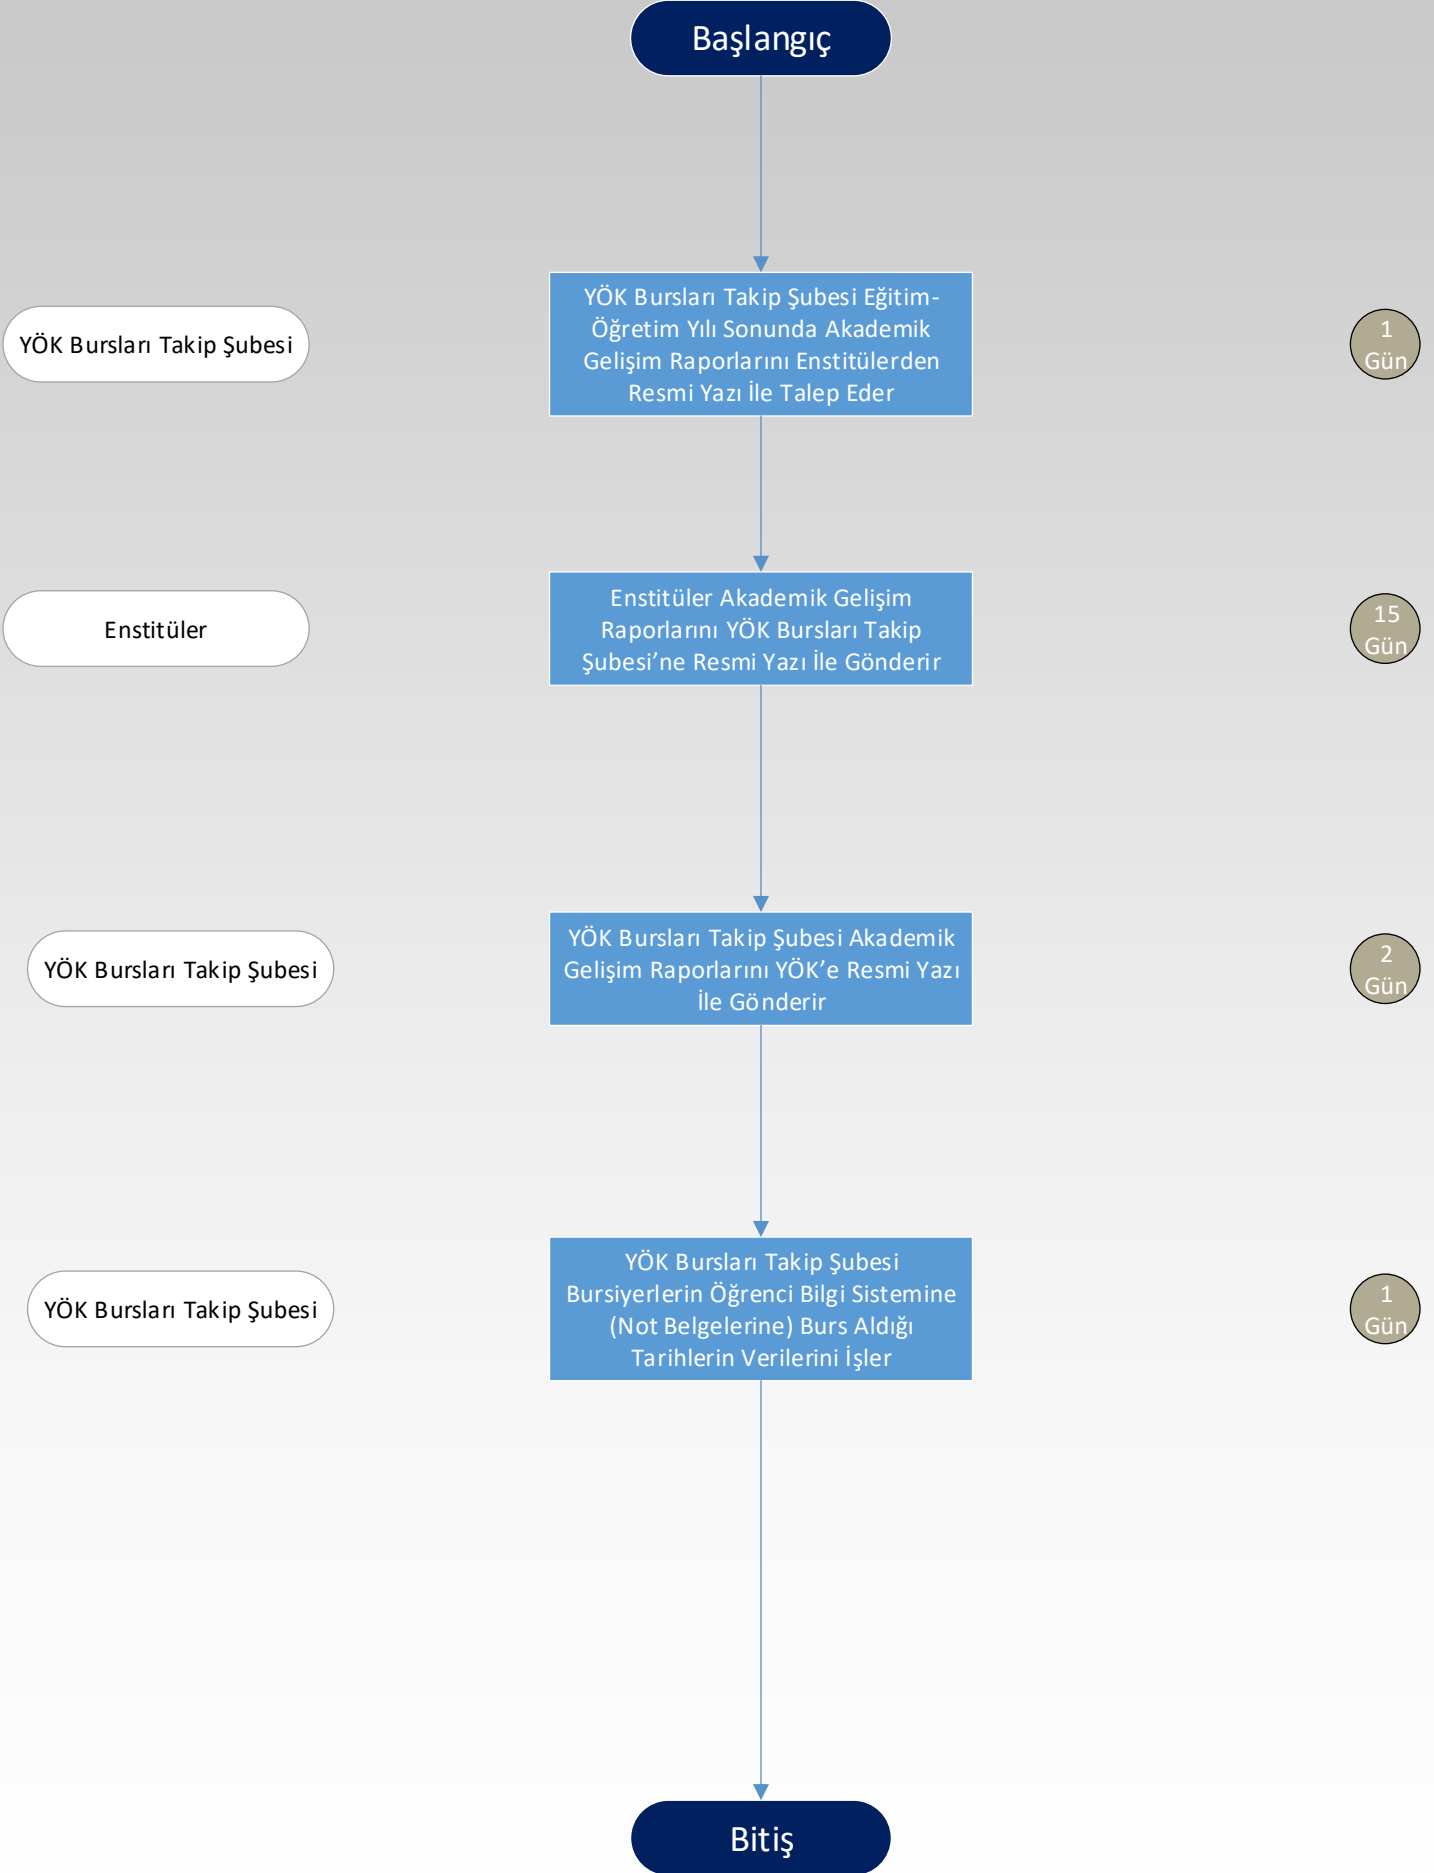 Başlangıç
YÖK Bursları Takip Şubesi
YÖK Bursları Takip Şubesi Eğitim-
Öğretim Yılı Sonunda Akademik
Gelişim Raporlarını Enstitülerden
Resmi Yazı İle Talep Eder
1
Gün
Enstitüler
Enstitüler Akademik Gelişim
Raporlarını YÖK Bursları Takip
Şubesi’ne Resmi Yazı İle Gönderir
15
Gün
YÖK Bursları Takip Şubesi
YÖK Bursları Takip Şubesi Akademik
Gelişim Raporlarını YÖK’e Resmi Yazı
İle Gönderir
2
Gün
YÖK Bursları Takip Şubesi
YÖK Bursları Takip Şubesi
Bursiyerlerin Öğrenci Bilgi Sistemine
(Not Belgelerine) Burs Aldığı
Tarihlerin Verilerini İşler
1
Gün
Bitiş